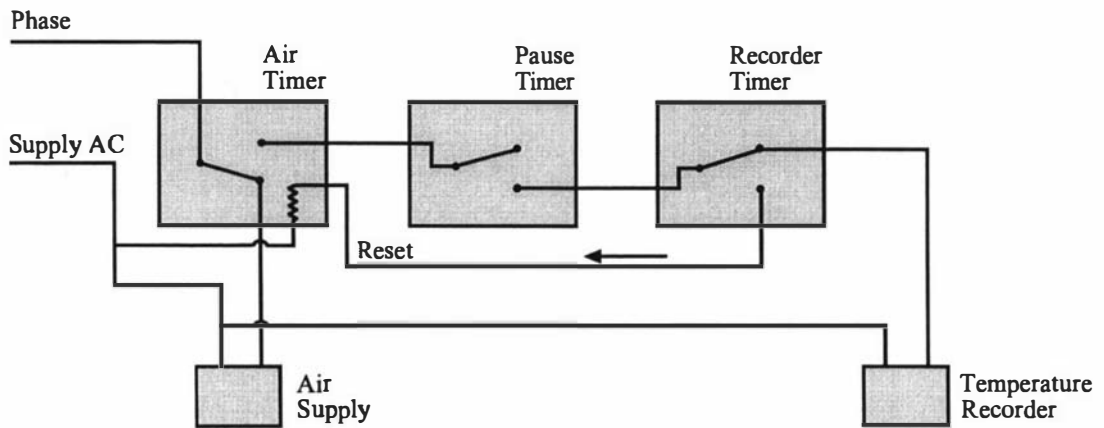 Phase
Air
Timer
Pause
Timer
Recorder
Timer
Supply AC
Reset
Air
Supply
Temperature
Recorder